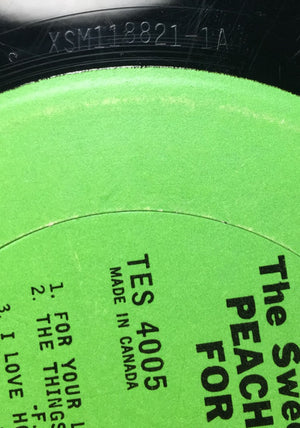 XSM118821-1A
The Swee
PEACH
FOR
TES 4005
MADE IN CANADA
1. FOR YOUR L
2. THE THINGS
-F.
3. I LOVE HO